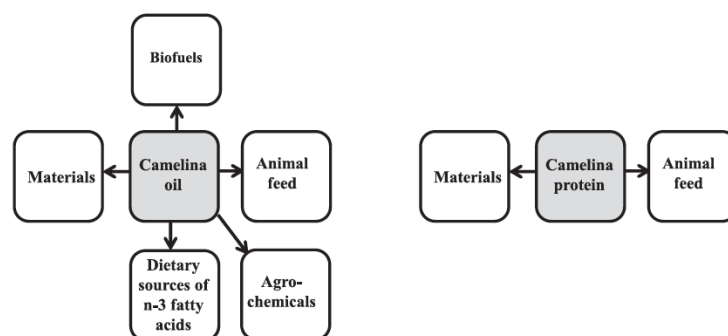 Biofuels
Materials
Camelina
oil
Animal
feed
Dietary
sources of
n-3 fatty
acids
Agro-
chemicals
Materials
Camelina
protein
Animal
feed